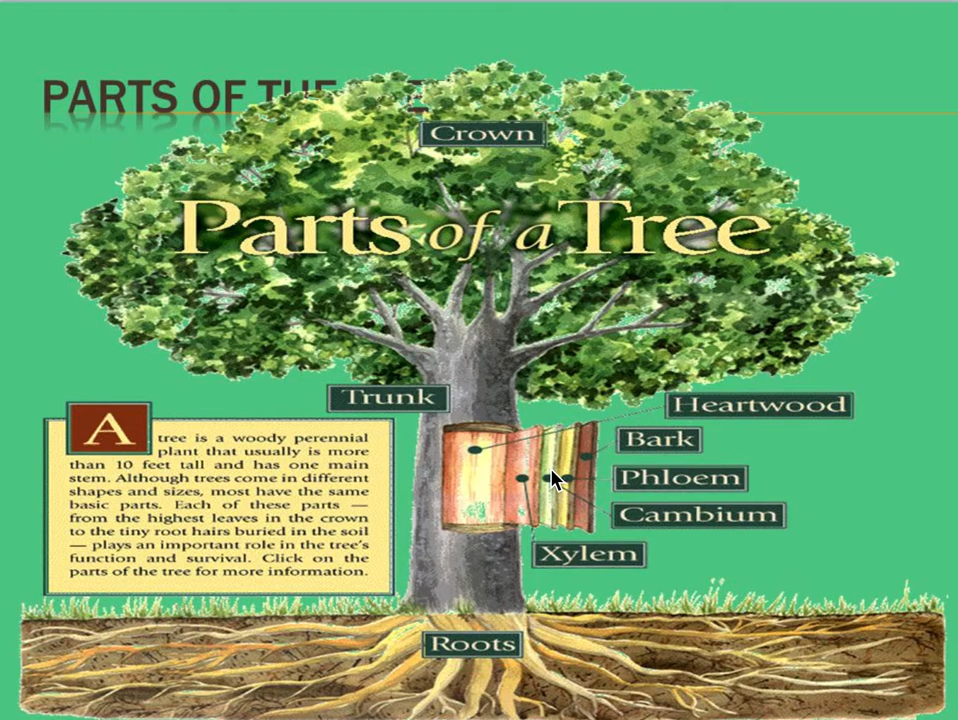 PARTS OF THE
Crown
Parts of a Tree
Trunk
Heartwood
Bark
Phloem
Cambium
Xylem
A tree is a woody perennial
plant that usually is more
than 10 feet tall and has one main
stem. Although trees come in different
shapes and sizes, most have the same
basic parts. Each of these parts —
from the highest leaves in the crown
to the tiny root hairs buried in the soil
— plays an important role in the tree's
function and survival. Click on the
parts of the tree for more information.
Roots